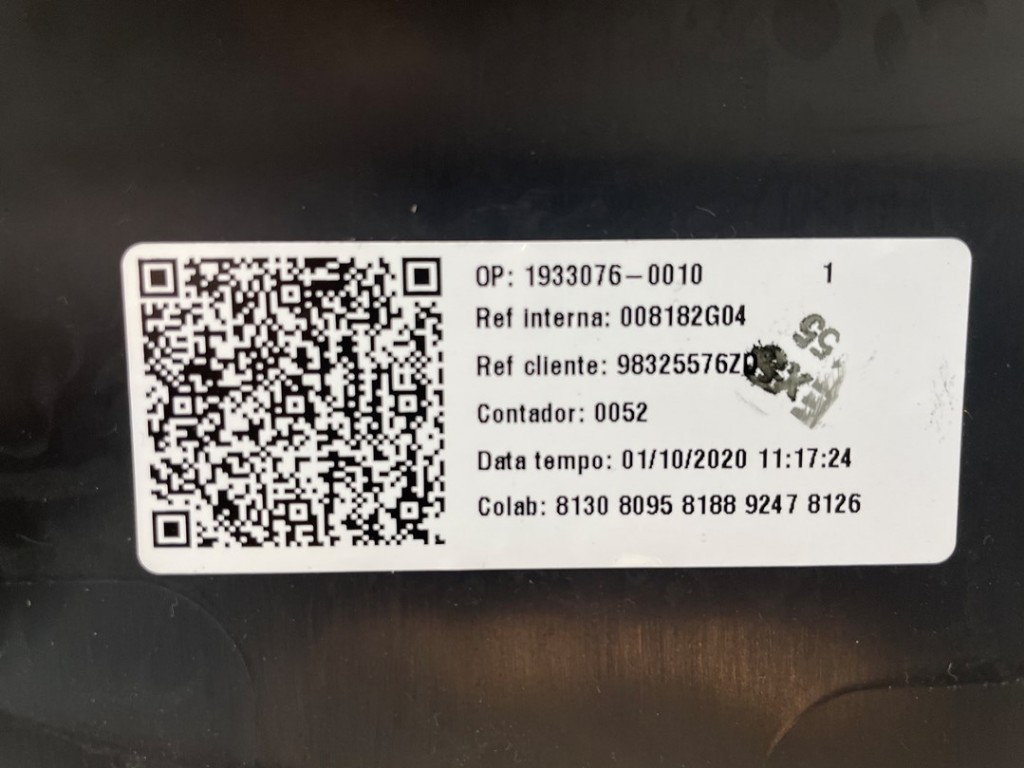 OP: 1933076-0010 1
Ref interna: 008182G04
Ref cliente:
55
Contador: 0052
Data tempo: 01/10/2020 11:17:24
Colab: 8130 8095 8188 9247 8126